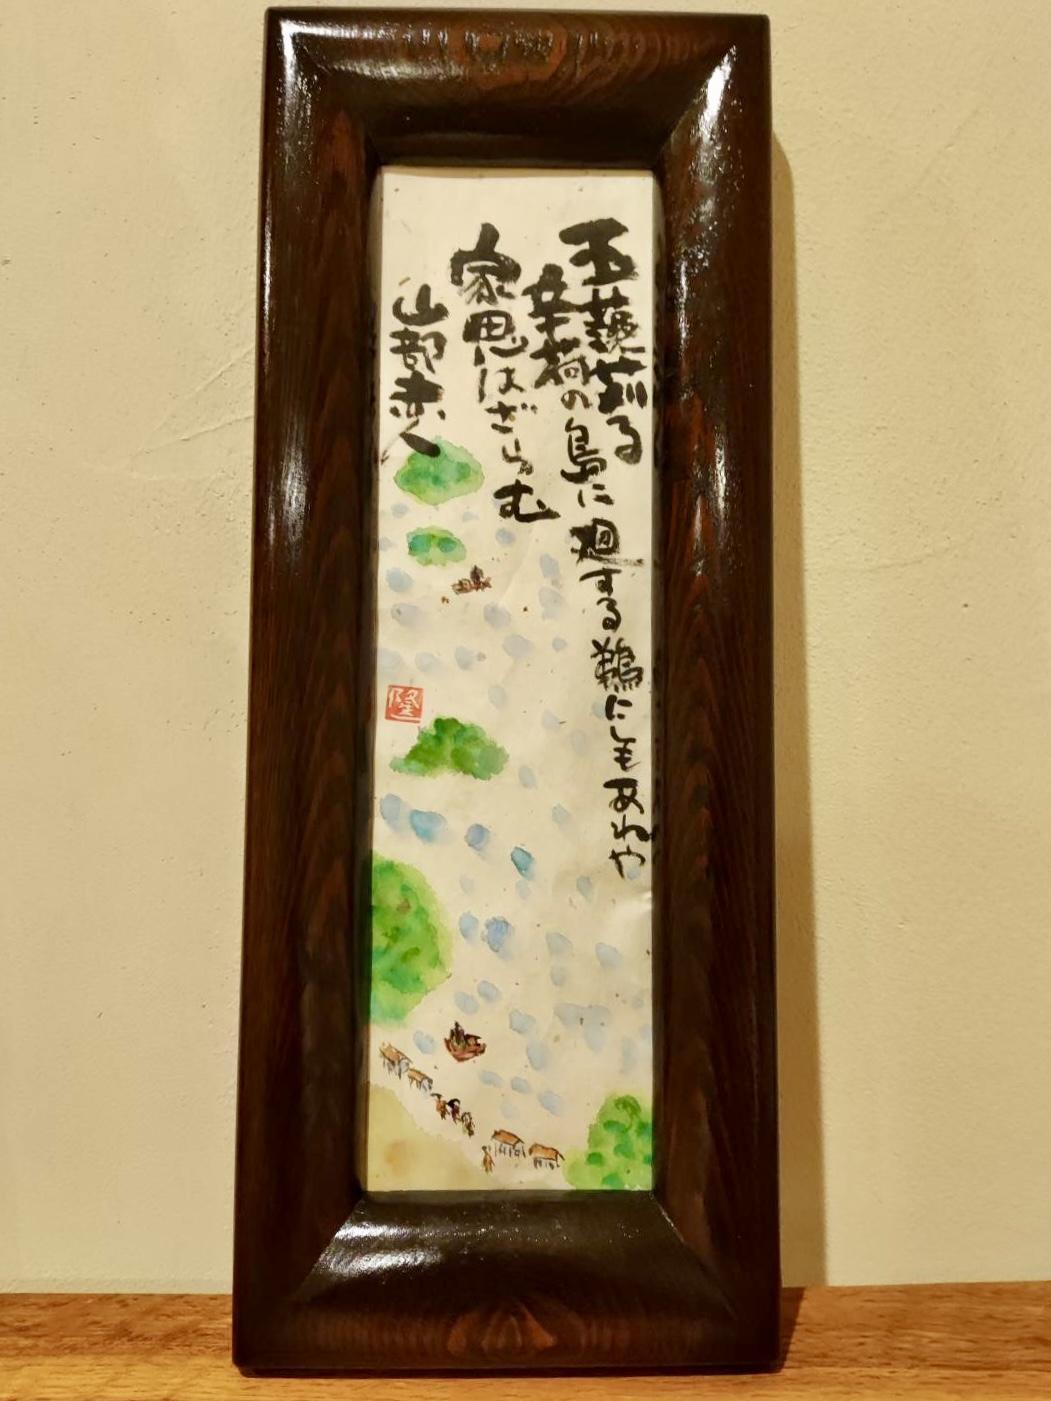 玉藻刈る
辛荷の島に廻する鵜にしもあれや
家思はざらむ
山部赤人
隆